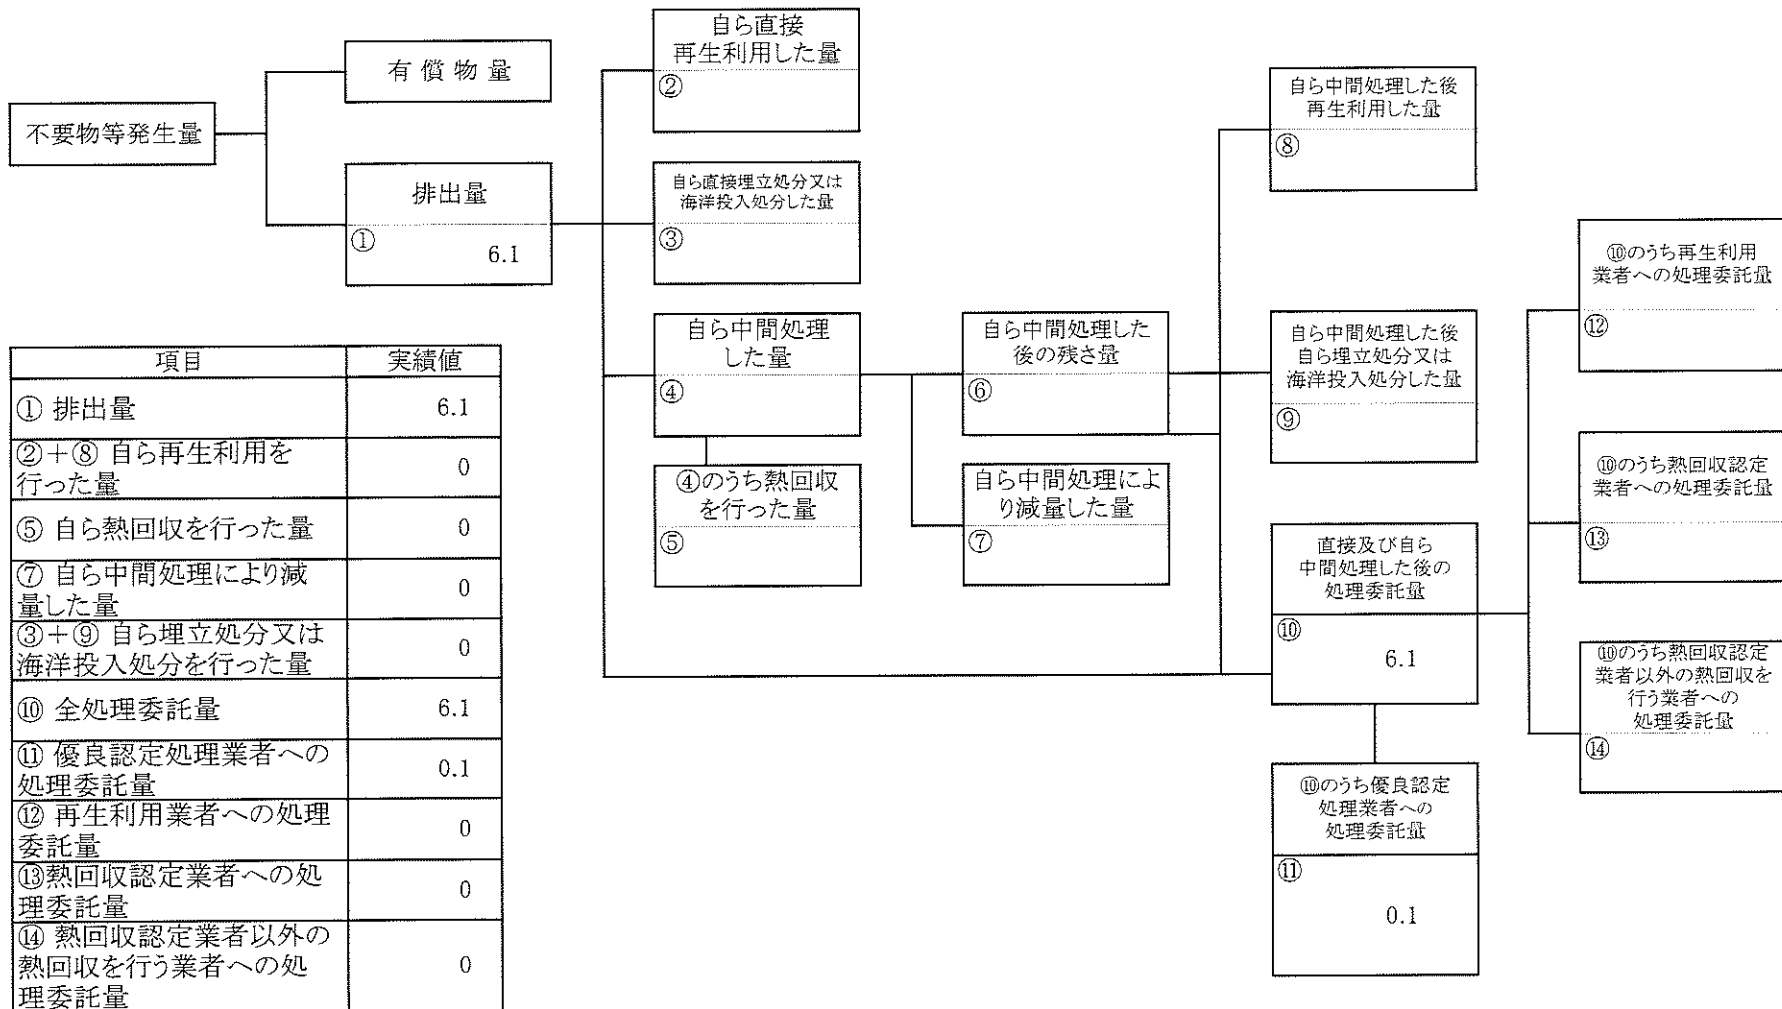 不要物等発生量
有償物量
排出量
①
6.1
自ら直接
再生利用した量
②
自ら直接埋立処分又は
海洋投入処分した量
③
自ら中間処理
した量
④
④のうち熱回収
を行った量
⑤
自ら中間処理した
後の残さ量
⑥
自ら中間処理によ
り減量した量
⑦
自ら中間処理した後
再生利用した量
⑧
自ら中間処理した後
自ら埋立処分又は
海洋投入処分した量
⑨
直接及び自ら
中間処理した後の
処理委託量
⑩
6.1
⑩のうち優良認定
処理業者への
処理委託量
⑪
0.1
⑩のうち再生利用
業者への処理委託量
⑫
⑩のうち熱回収認定
業者への処理委託量
⑬
⑩のうち熱回収認定
業者以外の熱回収を
行う業者への
処理委託量
⑭
項目 実績値
① 排出量 6.1
②+⑧ 自ら再生利用を
行った量 0
⑤ 自ら熱回収を行った量 0
⑦ 自ら中間処理により減
量した量 0
③+⑨ 自ら埋立処分又は
海洋投入処分を行った量 0
⑩ 全処理委託量 6.1
⑪ 優良認定処理業者への
処理委託量 0.1
⑫ 再生利用業者への処理
委託量 0
⑬熱回収認定業者への処
理委託量 0
⑭ 熱回収認定業者以外の
熱回収を行う業者への処
理委託量 0